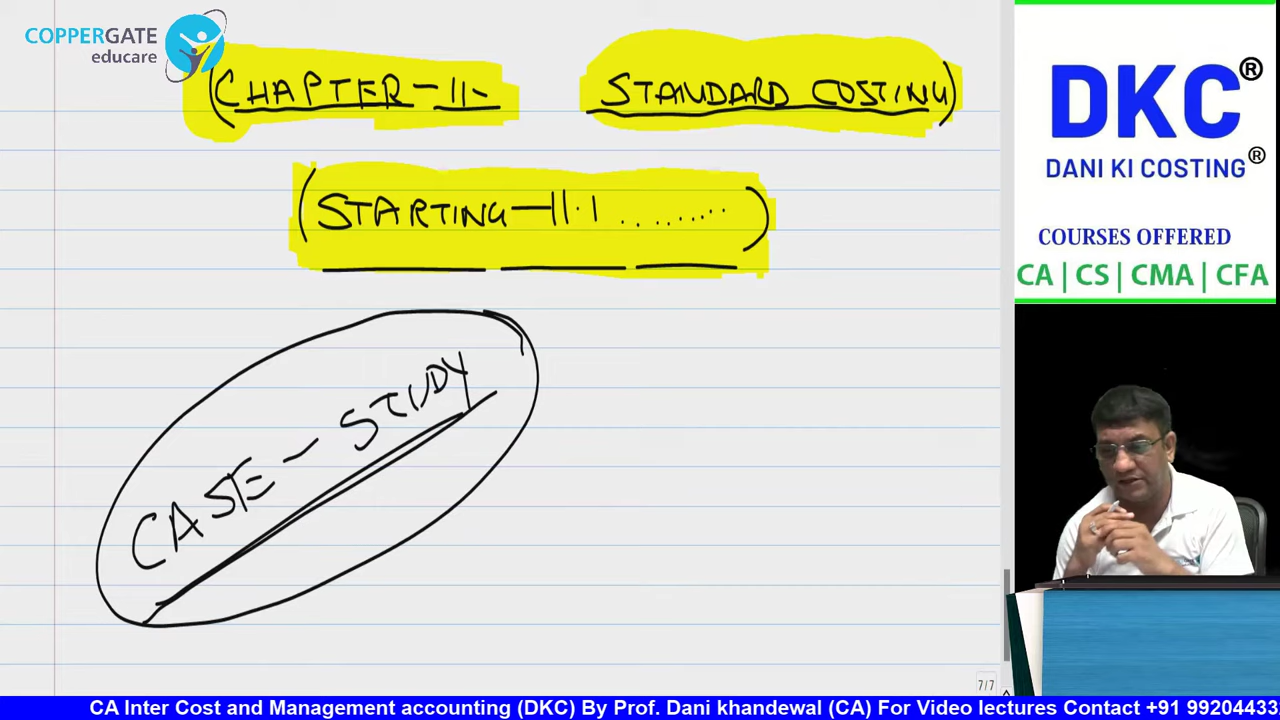 COPPERGATE
educare
(CHAPTER-11- STANDARD COSTING)
(STARTING-11.1 .........)
CASE-STUDY
7/7
DKC®
DANI KI COSTING®
COURSES OFFERED
CA | CS | CMA | CFA
CA Inter Cost and Management accounting (DKC) By Prof. Dani khandewal (CA) For Video lectures Contact +91 99204433